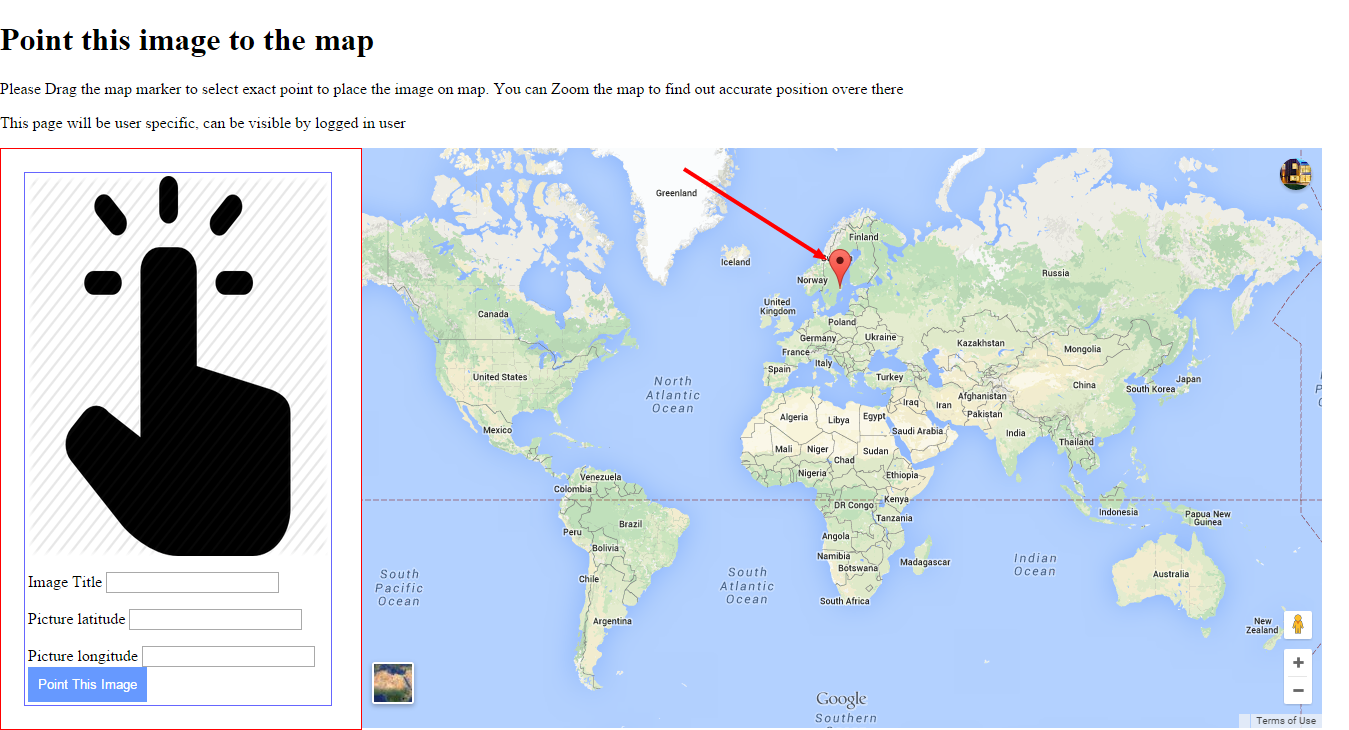 Point this image to the map
Please Drag the map marker to select exact point to place the image on map. You can Zoom the map to find out accurate position overe there
This page will be user specific, can be visible by logged in user
Image Title
Picture latitude
Picture longitude
Point This Image
Greenland
Iceland
Finland
Norway
Russia
United
Kingdom
Canada
Poland
Germany
Ukraine
France
Italy
Spain
Turkey
Kazakhstan
Mongolia
United States
North
Atlantic
Ocean
China
South Korea
Japan
Afghanistan
Iraq
Iran
Pakistan
Algeria
Libya
Egypt
Saudi Arabia
Mexico
India
Thailand
Mali
Niger
Chad
Sudan
Nigeria
Ethiopia
Venezuela
Colombia
Kenya
DR Congo
Tanzania
Indonesia
Papua New
Guinea
Brazil
Peru
Bolivia
Angola
Namibia
Botswana
Madagascar
Indian
Ocean
South
Pacific
Ocean
Chile
South
Atlantic
Ocean
South Africa
Australia
Argentina
New
Zealand
Google
Southern
Terms of Use